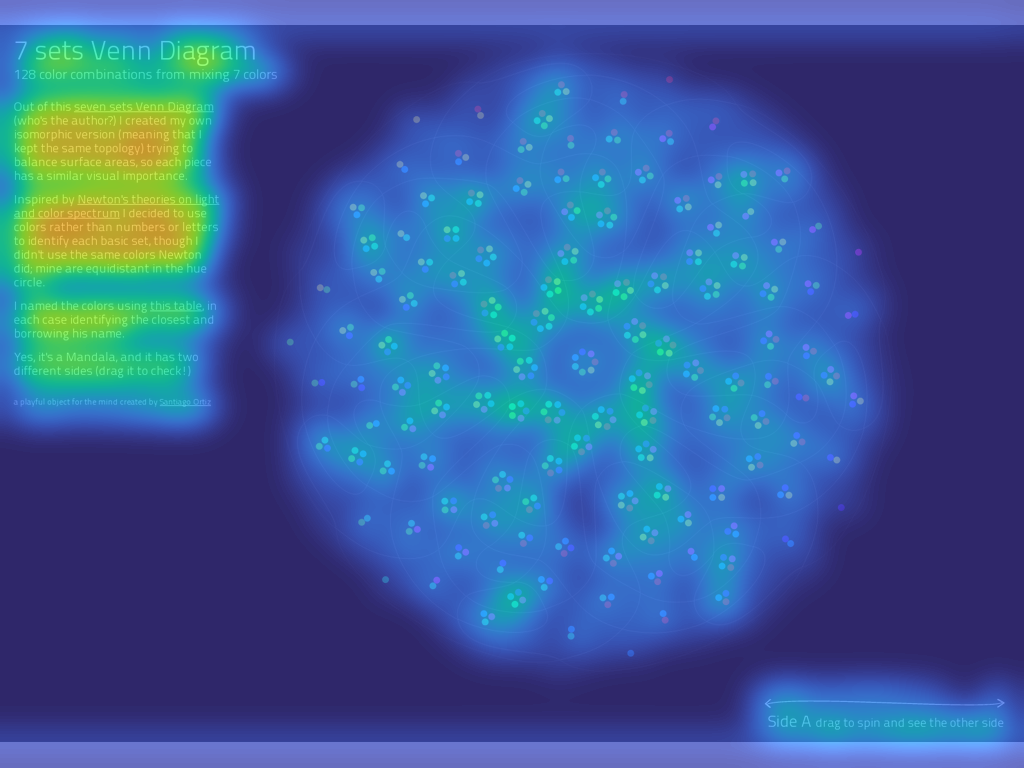 7 sets Venn Diagram
128 color combinations from mixing 7 colors
Out of this seven sets Venn Diagram
(who's the author?) I created my own
isomorphic version (meaning that I
kept the same topology) trying to
balance surface areas, so each piece
has a similar visual importance.
Inspired by Newton's theories on light
and color spectrum I decided to use
colors rather than numbers or letters
to identify each basic set, though I
didn't use the same colors Newton
did; mine are equidistant in the hue
circle.
I named the colors using this table, in
each case identifying the closest and
borrowing his name.
Yes, it's a Mandala, and it has two
different sides (drag it to check!)
a playful object for the mind created by Santiago Ortiz
Side A drag to spin and see the other side